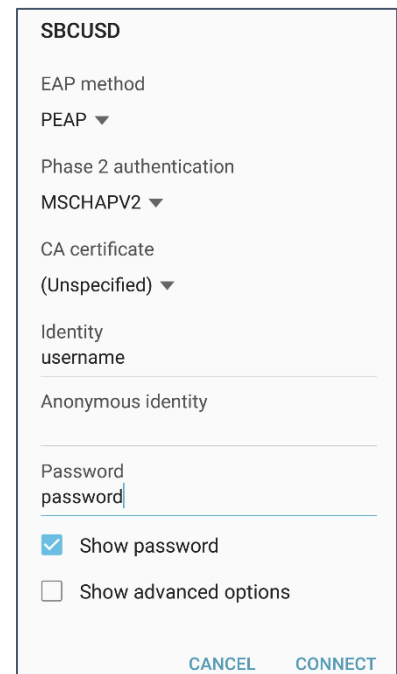 SBCUSD
EAP method
PEAP
Phase 2 authentication
MSCHAPV2
CA certificate
(Unspecified)
Identity
username
Anonymous identity
Password
password
Show password
Show advanced options
CANCEL CONNECT